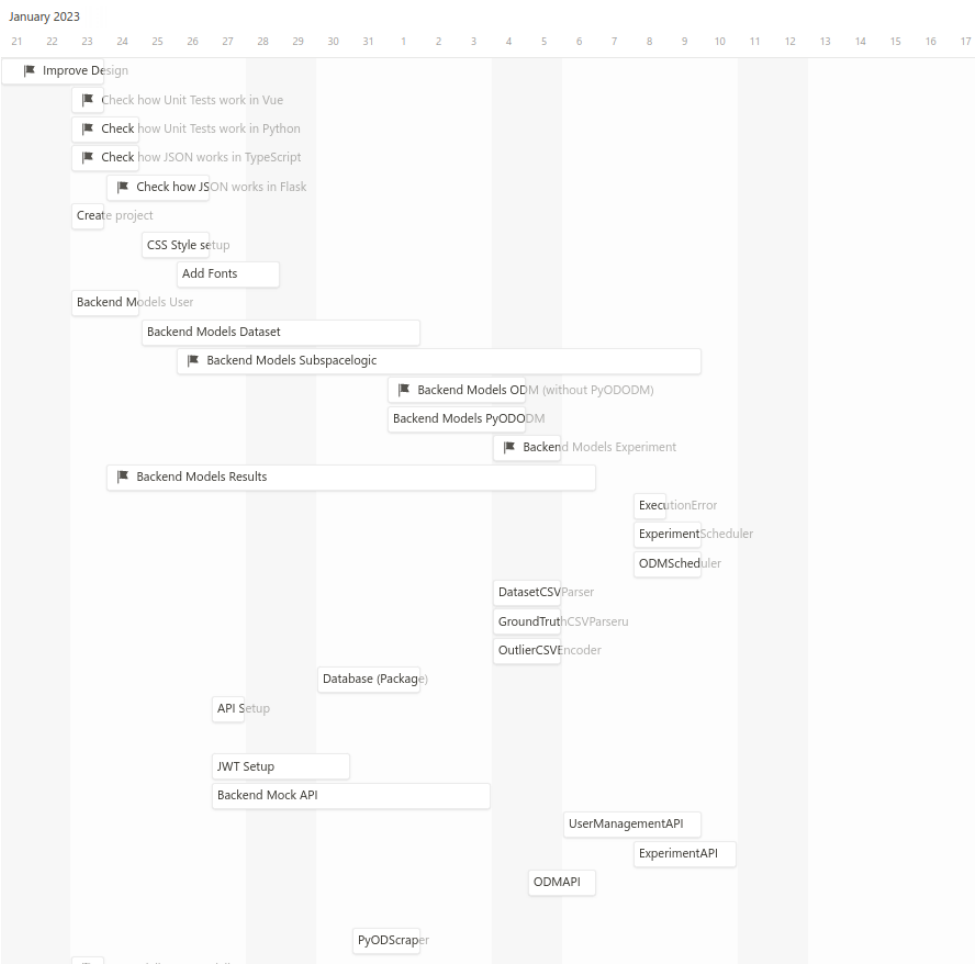 January 2023
21 22 23 24 25 26 27 28 29 30 31 1 2 3 4 5 6 7 8 9 10 11 12 13 14 15 16 17
Improve Design
Check how Unit Tests work in Vue
Check how Unit Tests work in Python
Check how JSON works in TypeScript
Check how JSON works in Flask
Create project
CSS Style setup
Add Fonts
Backend Models User
Backend Models Dataset
Backend Models Subspacelogic
Backend Models ODM (without PyODODM)
Backend Models PyODODM
Backend Models Experiment
Backend Models Results
ExecutionError
ExperimentScheduler
ODMScheduler
DatasetCSVParser
GroundTruthCSVParseru
OutlierCSVEncoder
Database (Package)
API Setup
JWT Setup
Backend Mock API
UserManagementAPI
ExperimentAPI
ODMAPI
PyODScraper